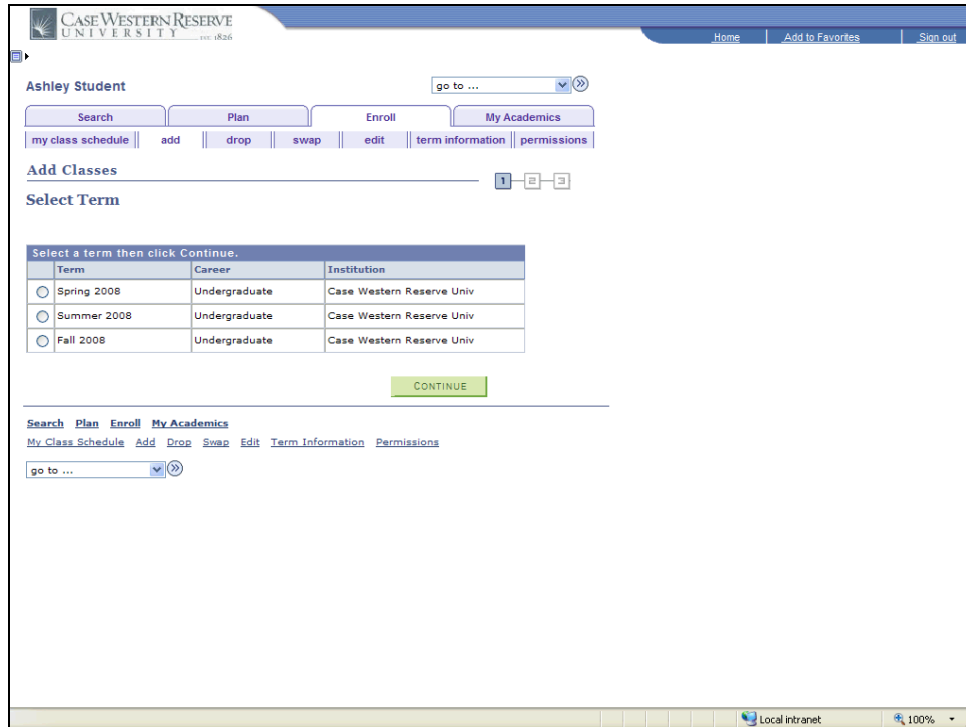 CASE WESTERN RESERVE
UNIVERSITY EST. 1826
Home Add to Favorites Sign out
Ashley Student
go to ...
Search Plan Enroll My Academics
my class schedule add drop swap edit term information permissions
Add Classes
1 2 3
Select Term
Select a term then click Continue.
Term Career Institution
Spring 2008 Undergraduate Case Western Reserve Univ
Summer 2008 Undergraduate Case Western Reserve Univ
Fall 2008 Undergraduate Case Western Reserve Univ
CONTINUE
Search Plan Enroll My Academics
My Class Schedule Add Drop Swap Edit Term Information Permissions
go to ...
Local intranet 100%